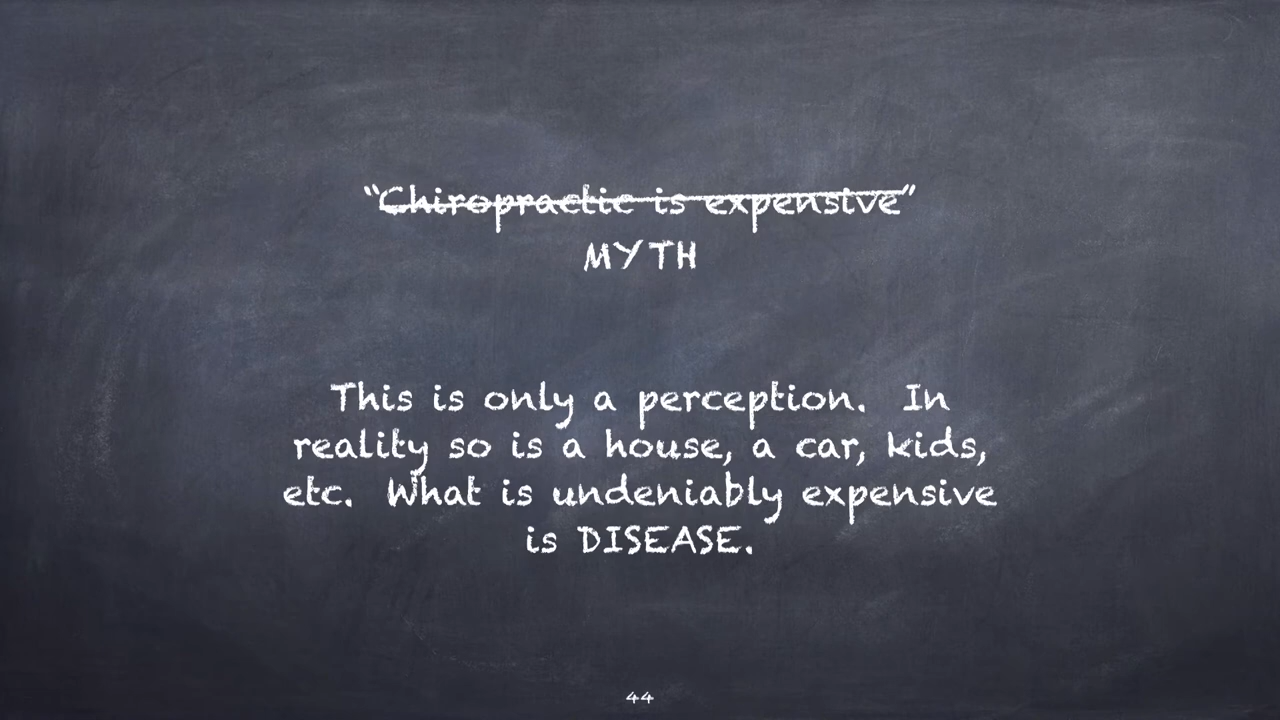 “Chiropractic is expensive”
MYTH
This is only a perception.  In
reality so is a house, a car, kids,
etc.  What is undeniably expensive
is DISEASE.
44